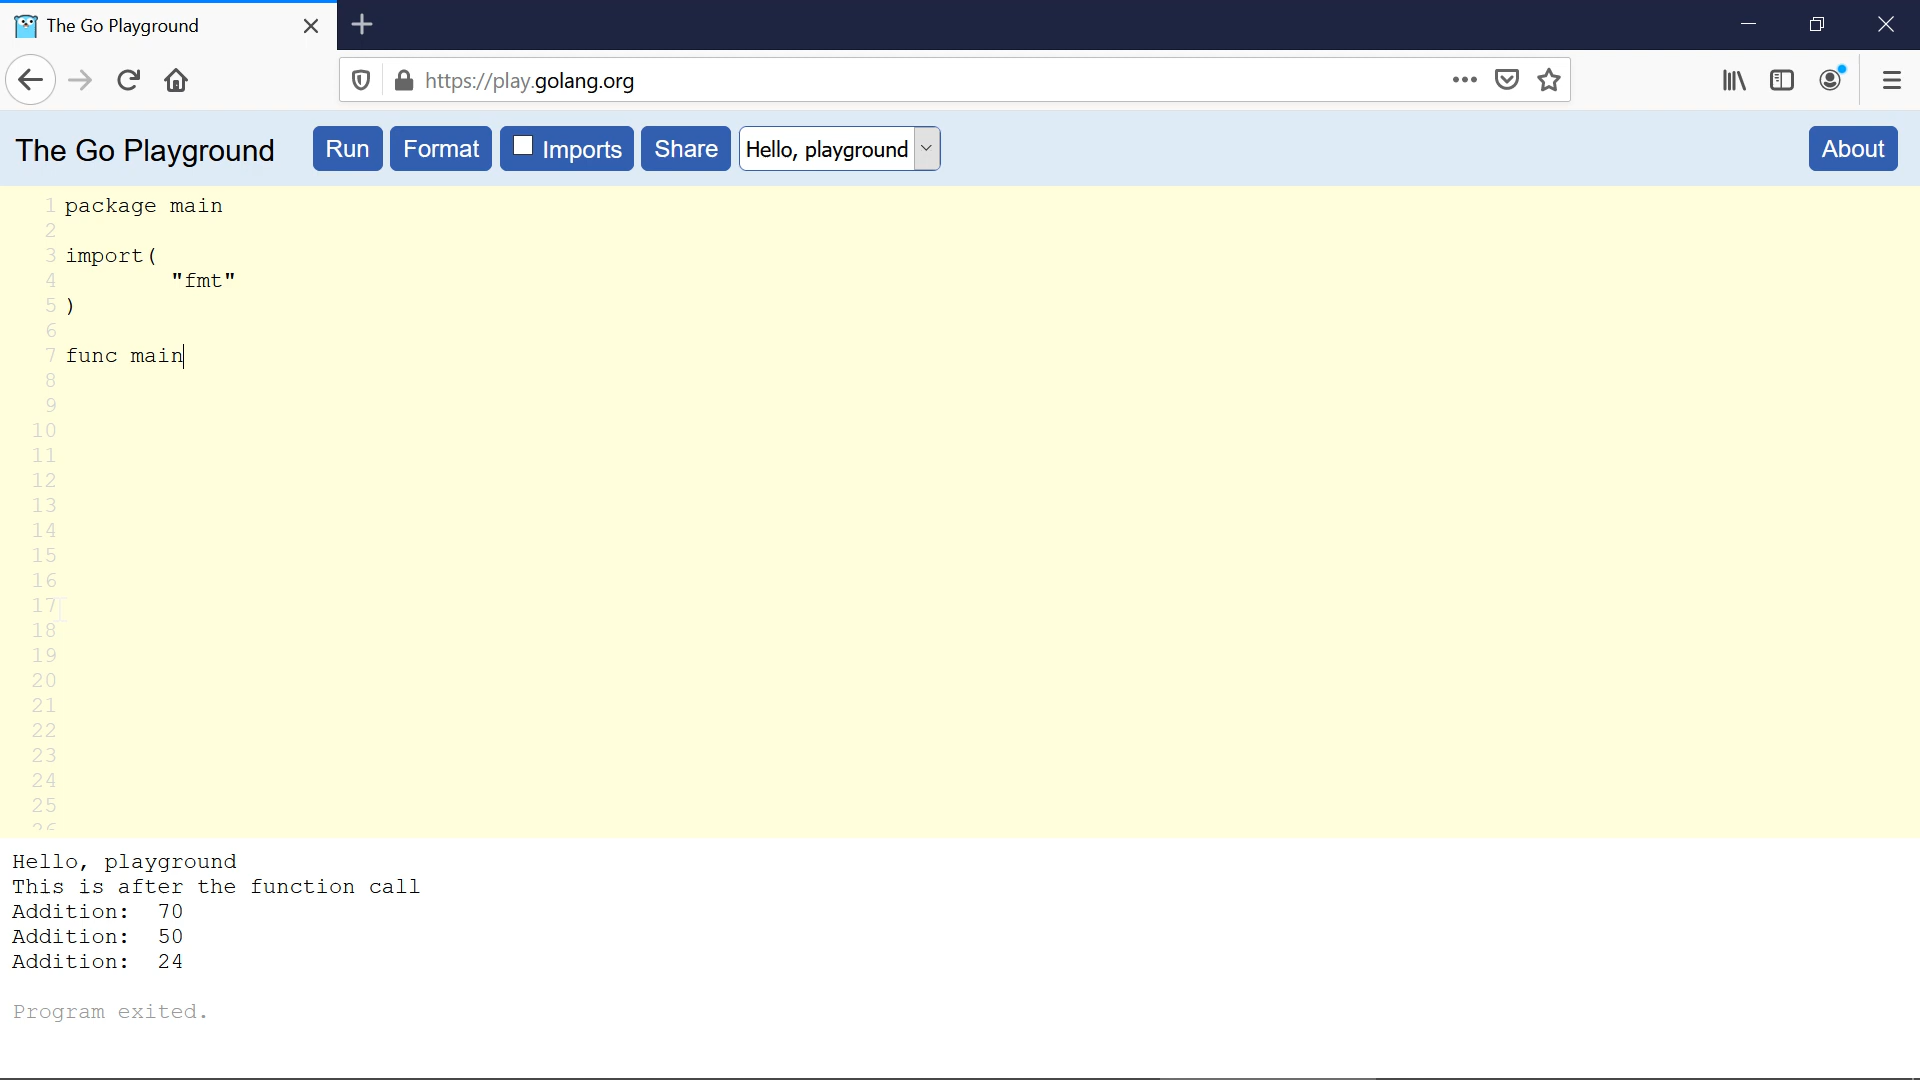 The Go Playground
https://play.golang.org
The Go Playground
Run
Format
Imports
Share
Hello, playground
About
1 package main
2
3 import(
4 "fmt"
5 )
6
7 func main
8
9
10
11
12
13
14
15
16
17
18
19
20
21
22
23
24
25
26
Hello, playground
This is after the function call
Addition: 70
Addition: 50
Addition: 24
Program exited.